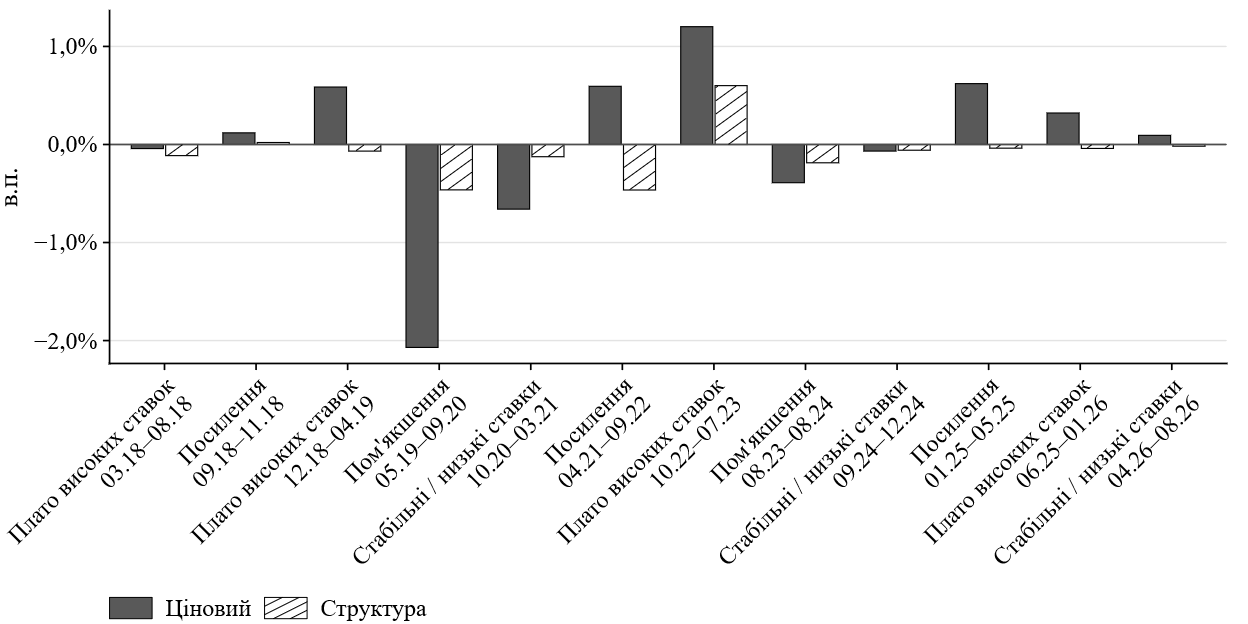 1,0%
0,0%
−1,0%
−2,0%
в.п.
Плато високих ставок
03.18–08.18
Посилення
09.18–11.18
Плато високих ставок
12.18–04.19
Пом'якшення
05.19–09.20
Стабільні / низькі ставки
10.20–03.21
Посилення
04.21–09.22
Плато високих ставок
10.22–07.23
Пом'якшення
08.23–08.24
Стабільні / низькі ставки
09.24–12.24
Посилення
01.25–05.25
Плато високих ставок
06.25–01.26
Стабільні / низькі ставки
04.26–08.26
Ціновий
Структура